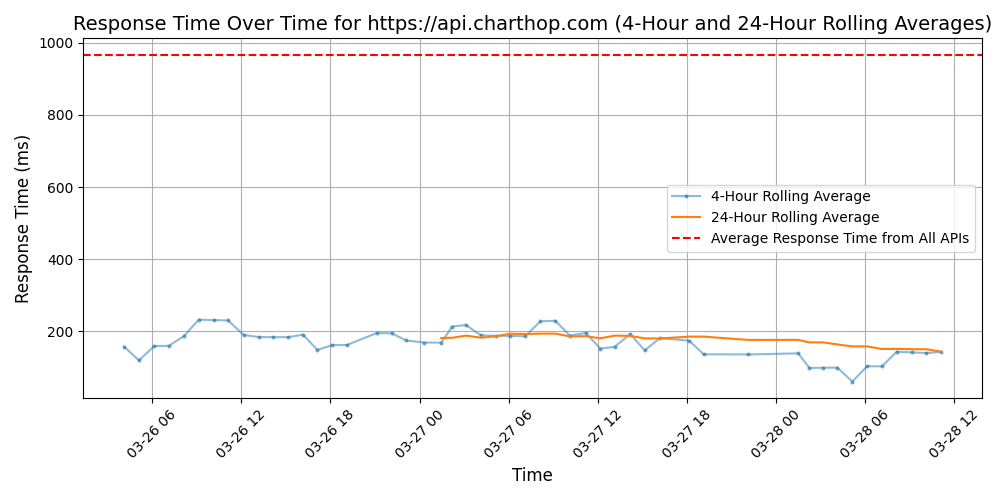 Response Time Over Time for https://api.charthop.com (4-Hour and 24-Hour Rolling Averages)
Response Time (ms)
1000
800
600
400
200
4-Hour Rolling Average
24-Hour Rolling Average
Average Response Time from All APIs
03-26 06
03-26 12
03-26 18
03-27 00
03-27 06
03-27 12
03-27 18
03-28 00
03-28 06
03-28 12
Time